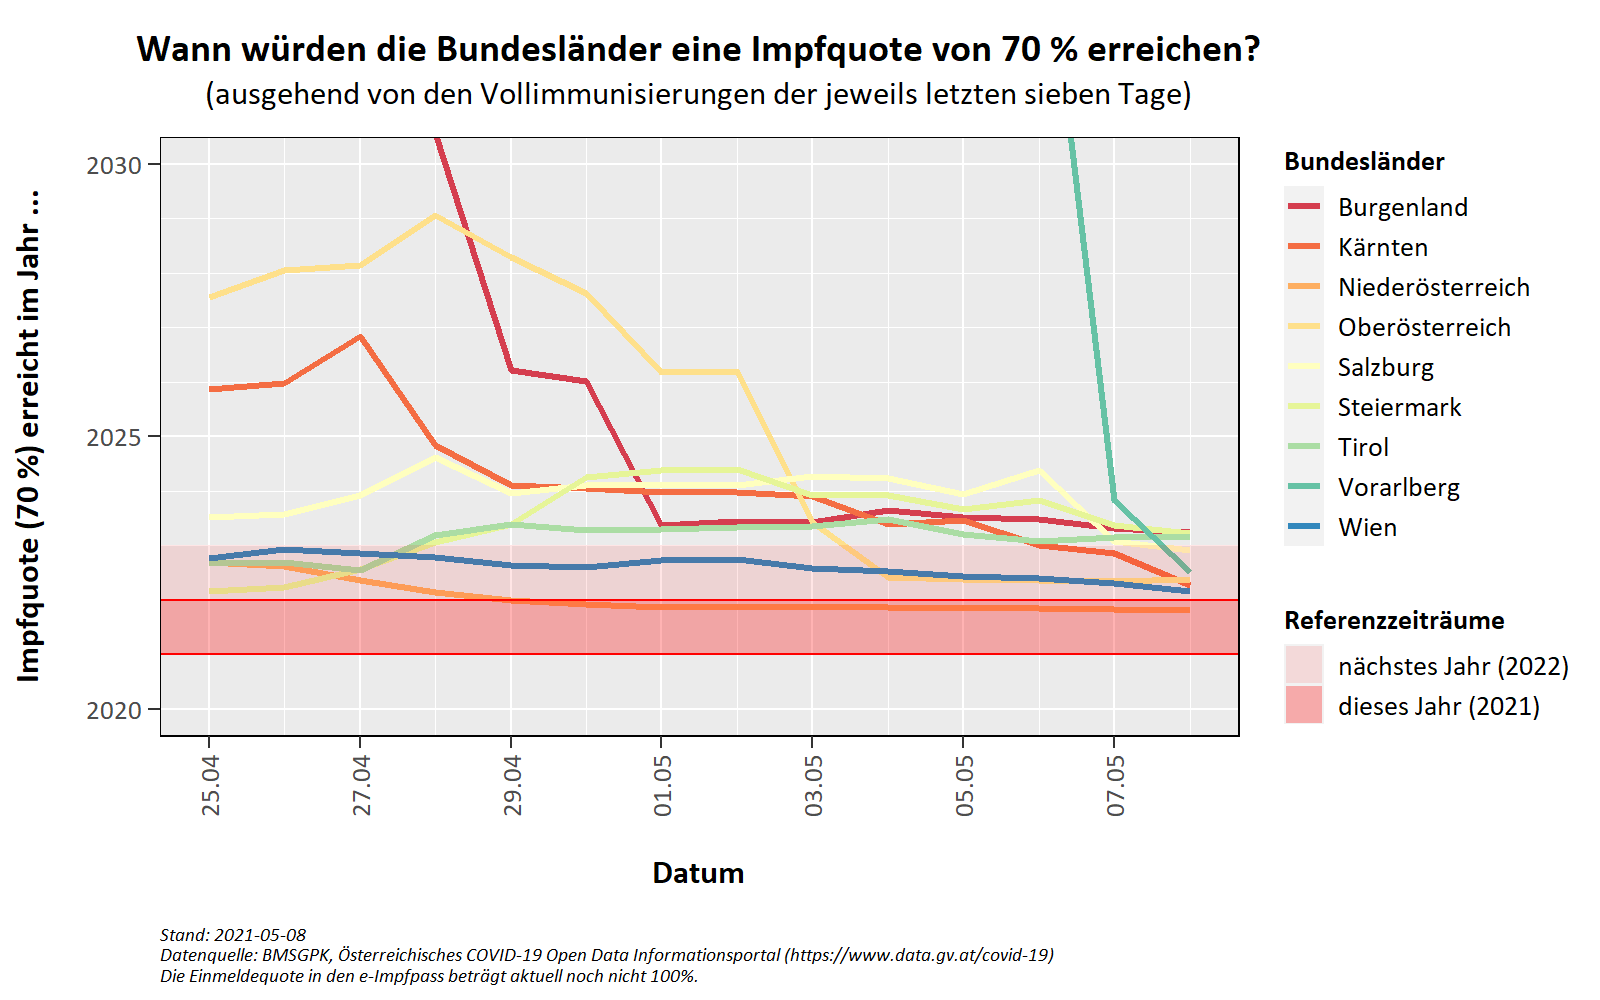 Wann würden die Bundesländer eine Impfquote von 70 % erreichen?
(ausgehend von den Vollimmunisierungen der jeweils letzten sieben Tage)
Impfquote (70 %) erreicht im Jahr ...
2030
2025
2020
25.04
27.04
29.04
01.05
03.05
05.05
07.05
Datum
Bundesländer
Burgenland
Kärnten
Niederösterreich
Oberösterreich
Salzburg
Steiermark
Tirol
Vorarlberg
Wien
Referenzzeiträume
nächstes Jahr (2022)
dieses Jahr (2021)
Stand: 2021-05-08
Datenquelle: BMSGPK, Österreichisches COVID-19 Open Data Informationsportal (https://www.data.gv.at/covid-19)
Die Einmeldequote in den e-Impfpass beträgt aktuell noch nicht 100%.